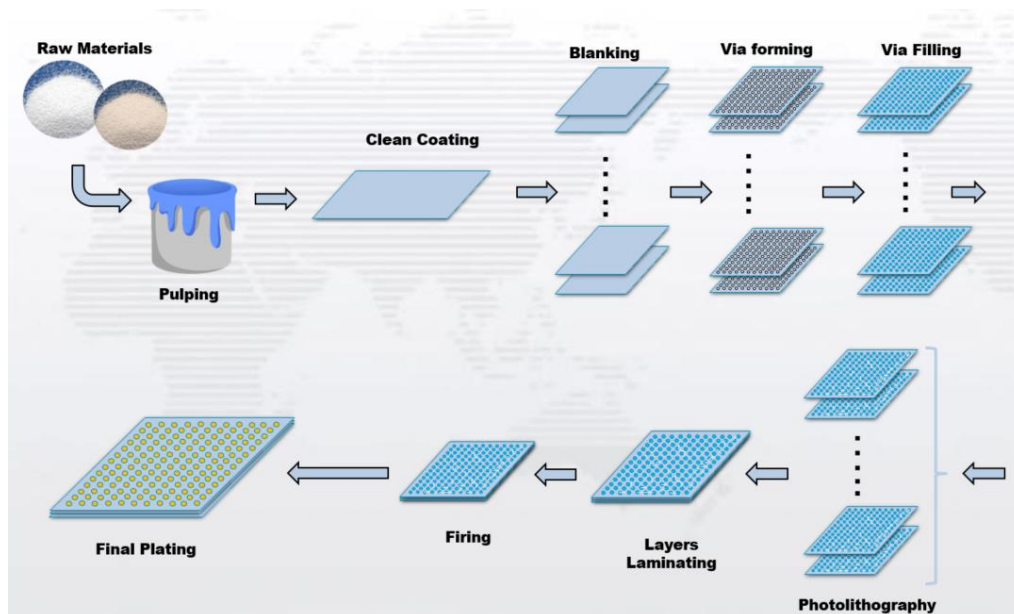 Raw Materials
Pulping
Clean Coating
Blanking
Via forming
Via Filling
Photolithography
Layers
Laminating
Firing
Final Plating